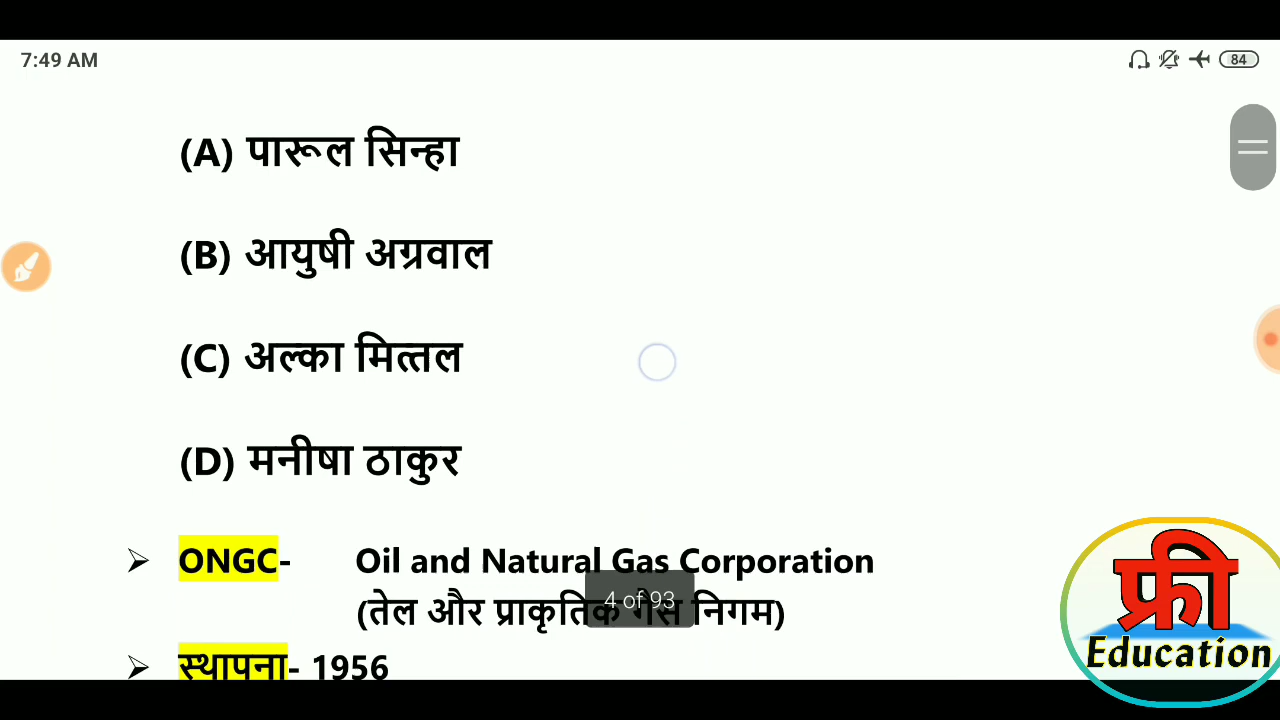 7:49 AM
84
(A) पारूल सिन्हा
(B) आयुषी अग्रवाल
(C) अल्का मित्तल
(D) मनीषा ठाकुर
➢ ONGC- Oil and Natural Gas Corporation
(तेल और प्राकृतिक गैस निगम)
4 of 93
➢ स्थापना- 1956
फ्री
Education